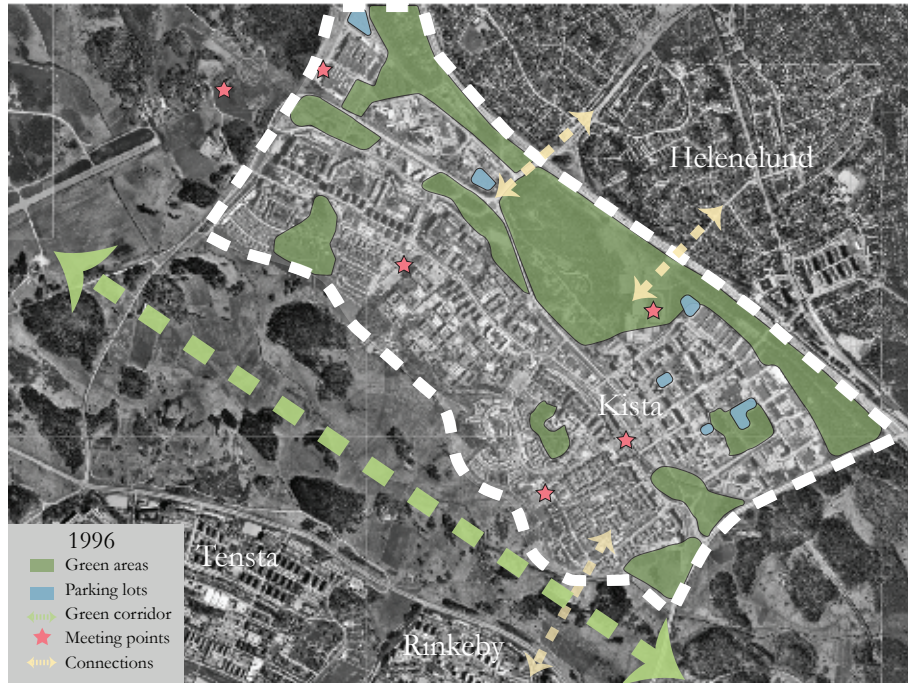 Helenelund
Kista
Tensta
Rinkeby
1996
Green areas
Parking lots
Green corridor
Meeting points
Connections